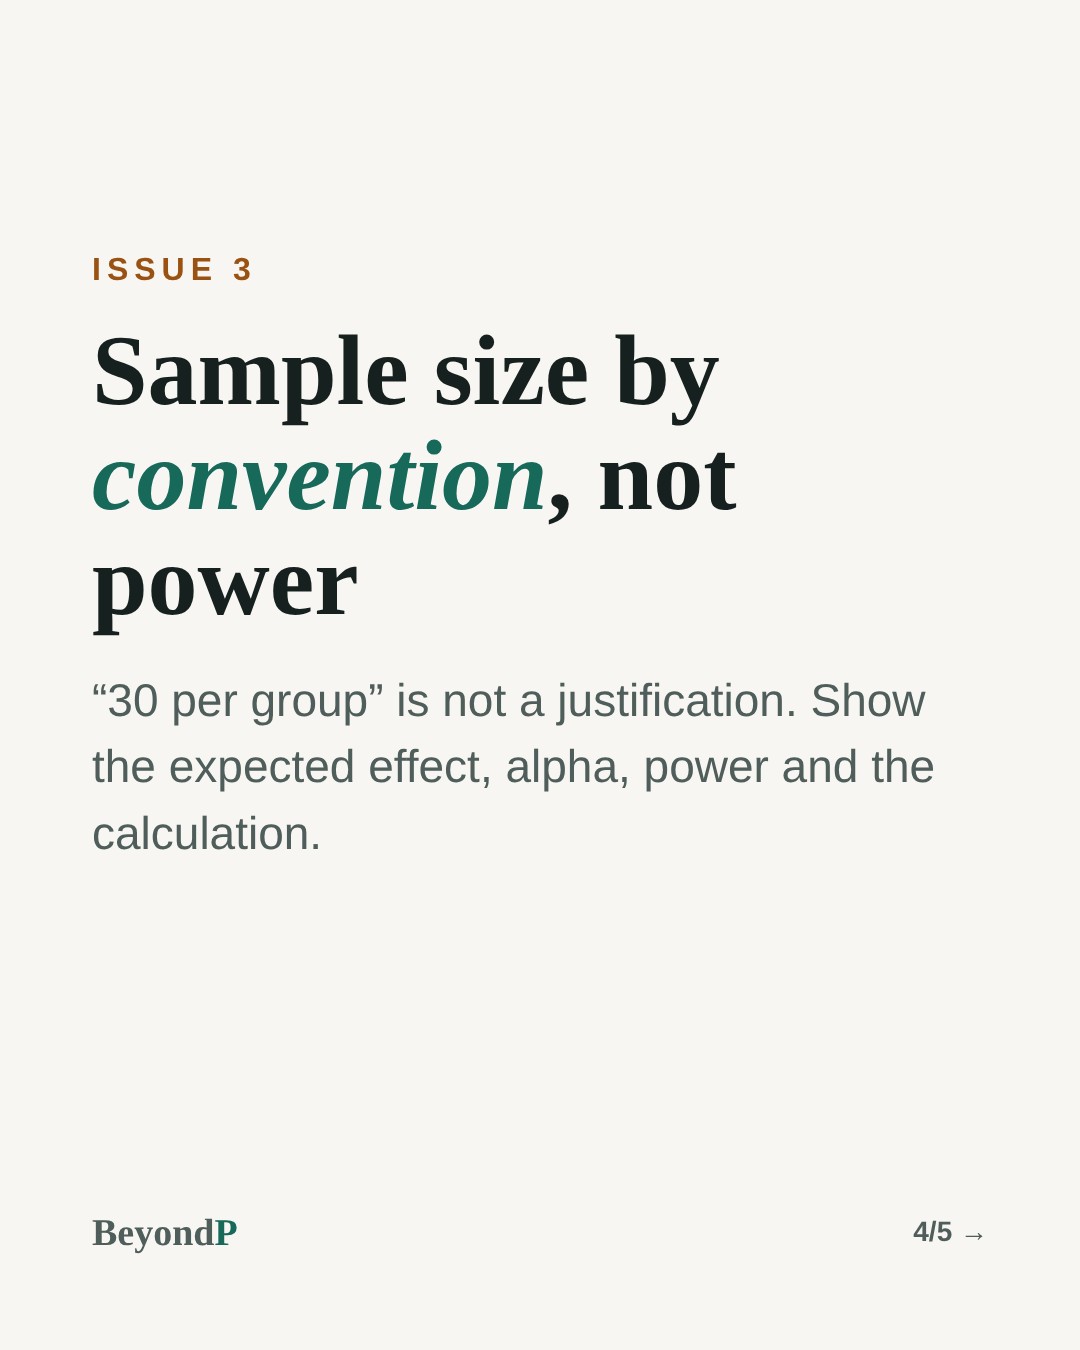 ISSUE 3
Sample size by
convention, not
power
“30 per group” is not a justification. Show
the expected effect, alpha, power and the
calculation.
BeyondP
4/5 →